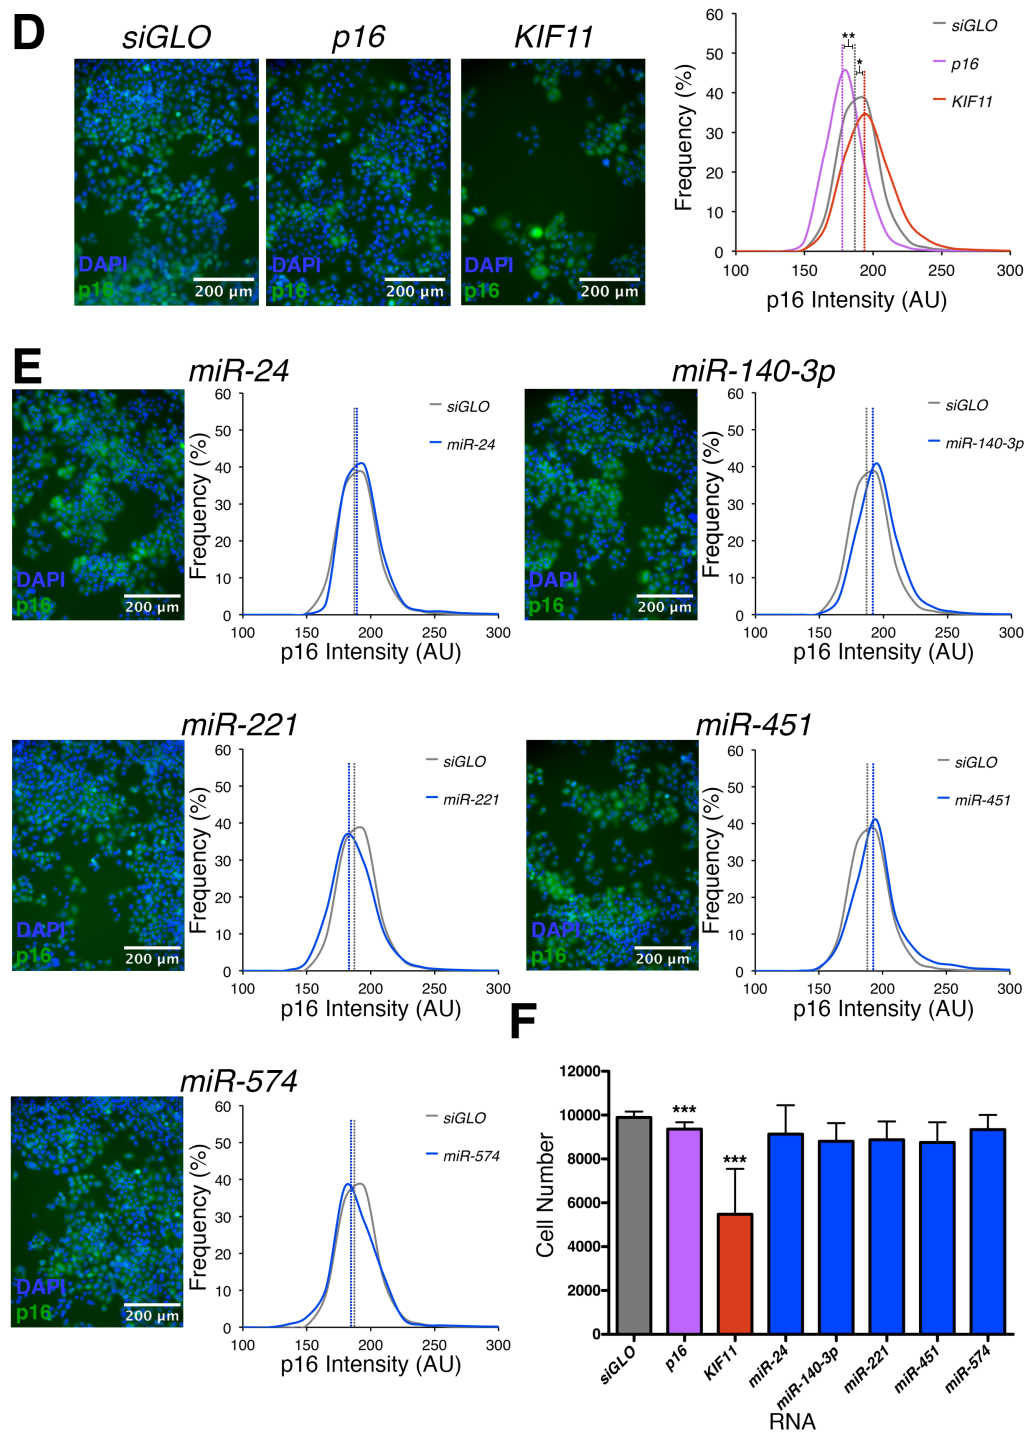 D
siGLO
p16
KIF11
DAPI
p16
200 µm
DAPI
p16
200 µm
DAPI
p16
200 µm
60
50
40
30
20
10
0
Frequency (%)
**
*
siGLO
p16
KIF11
100 150 200 250 300
p16 Intensity (AU)
E
miR-24
DAPI
p16
200 µm
60
50
40
30
20
10
0
Frequency (%)
siGLO
miR-24
100 150 200 250 300
p16 Intensity (AU)
miR-140-3p
DAPI
p16
200 µm
60
50
40
30
20
10
0
Frequency (%)
siGLO
miR-140-3p
100 150 200 250 300
p16 Intensity (AU)
miR-221
DAPI
p16
200 µm
60
50
40
30
20
10
0
Frequency (%)
siGLO
miR-221
100 150 200 250 300
p16 Intensity (AU)
miR-451
DAPI
p16
200 µm
60
50
40
30
20
10
0
Frequency (%)
siGLO
miR-451
100 150 200 250 300
p16 Intensity (AU)
miR-574
DAPI
p16
200 µm
60
50
40
30
20
10
0
Frequency (%)
siGLO
miR-574
100 150 200 250 300
p16 Intensity (AU)
F
12000
10000
8000
6000
4000
2000
0
Cell Number
***
***
siGLO
p16
KIF11
miR-24
miR-140-3p
miR-221
miR-451
miR-574
RNA